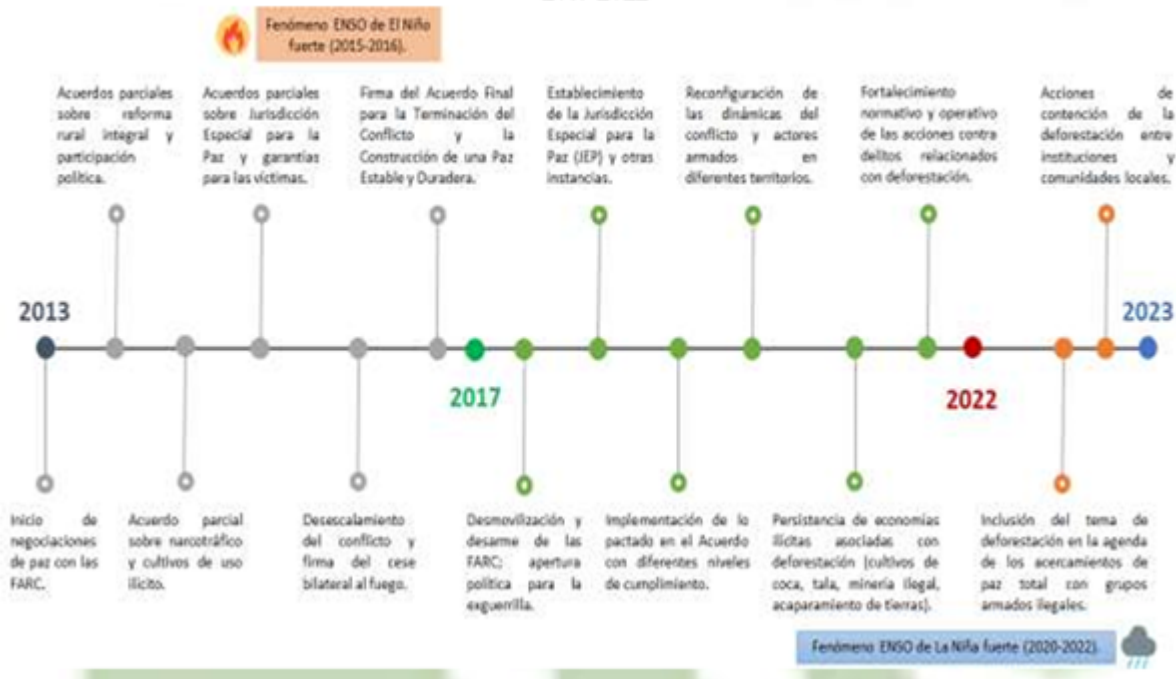 Fenómeno ENSO de El Niño
fuerte (2015-2016).
Acuerdos parciales
sobre reforma
rural integral y
participación
política.
Acuerdos parciales
sobre Jurisdicción
Especial para la
Paz y garantías
para las víctimas.
Firma del Acuerdo Final
para la Terminación del
Conflicto y la
Construcción de una Paz
Estable y Duradera.
Establecimiento
de la Jurisdicción
Especial para la
Paz (JEP) y otras
instancias.
Reconfiguración de
las dinámicas del
conflicto y actores
armados en
diferentes territorios.
Fortalecimiento
normativo y operativo
de las acciones contra
delitos relacionados
con deforestación.
Acciones de
contención de la
deforestación entre
instituciones y
comunidades locales.
2013
2017
2022
2023
Inicio de
negociaciones
de paz con las
FARC.
Acuerdo parcial
sobre narcotráfico
y cultivos de uso
ilícito.
Desescalamiento
del conflicto y
firma del cese
bilateral al fuego.
Desmovilización y
desarme de las
FARC; apertura
política para la
exguerrilla.
Implementación de lo
pactado en el Acuerdo
con diferentes niveles
de cumplimiento.
Persistencia de economías
ilícitas asociadas con
deforestación (cultivos de
coca, tala, minería ilegal,
acaparamiento de tierras).
Inclusión del tema de
deforestación en la agenda
de los acercamientos de
paz total con grupos
armados ilegales.
Fenómeno ENSO de La Niña fuerte (2020-2022).